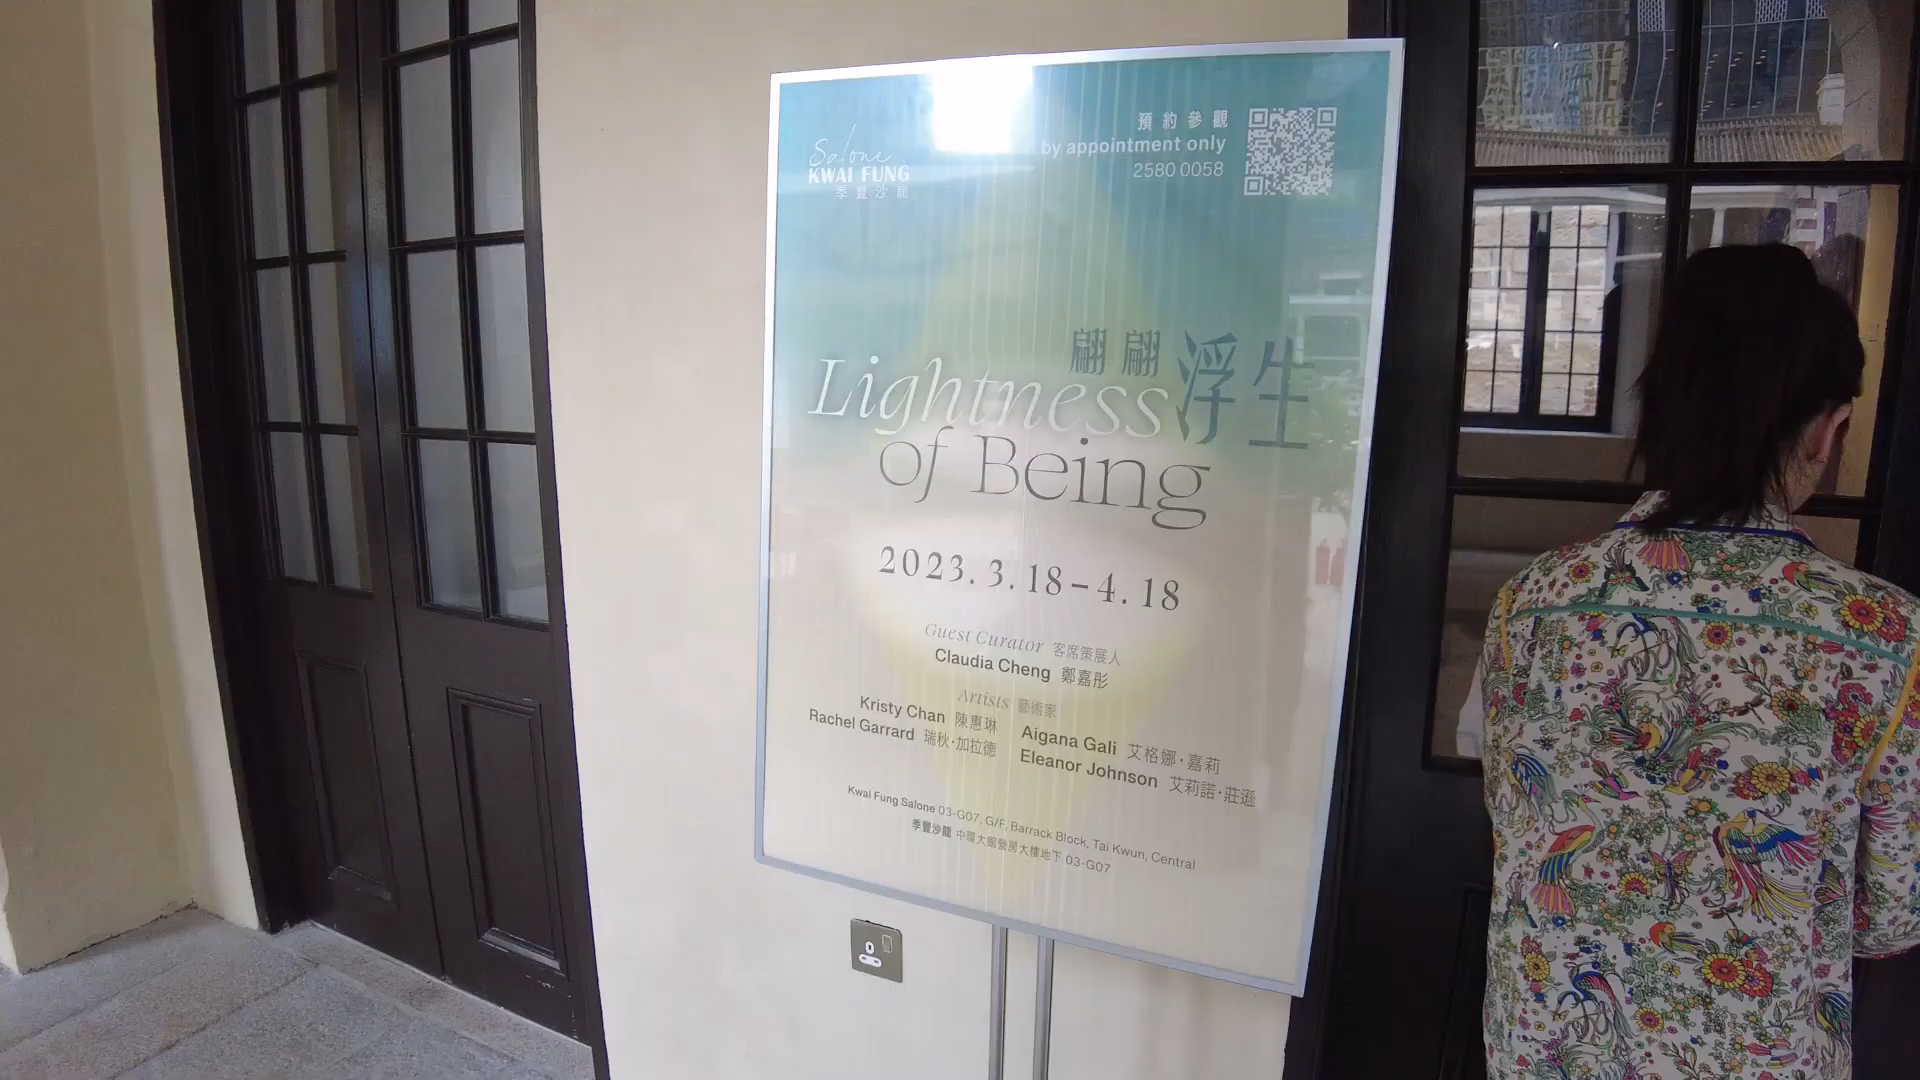 Salone
KWAI FUNG
季豐沙龍
預約參觀
by appointment only
2580 0058
翩翩浮生
Lightness
of Being
2023.3.18-4.18
Guest Curator 客席策展人
Claudia Cheng 鄭嘉彤
Artists 藝術家
Kristy Chan 陳惠琳
Rachel Garrard 瑞秋·加拉德
Aigana Gali 艾格娜·嘉莉
Eleanor Johnson 艾莉諾·莊遜
Kwai Fung Salone 03-G07, G/F, Barrack Block, Tai Kwun, Central
季豐沙龍 中環大館營房大樓地下 03-G07